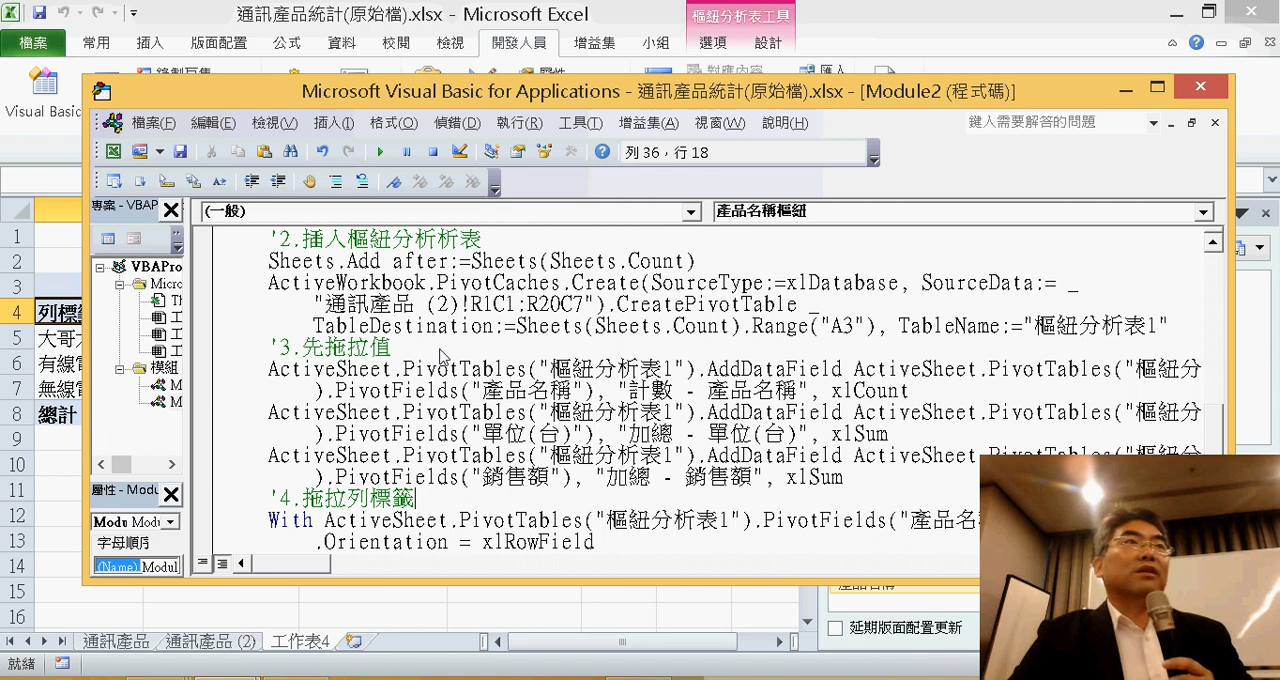 通訊產品統計(原始檔).xlsx - Microsoft Excel
樞紐分析表工具
檔案 常用 插入 版面配置 公式 資料 校閱 檢視 開發人員 增益集 小組 選項 設計
Visual Basic
Microsoft Visual Basic for Applications - 通訊產品統計(原始檔).xlsx - [Module2 (程式碼)]
檔案(F) 編輯(E) 檢視(V) 插入(I) 格式(O) 偵錯(D) 執行(R) 工具(T) 增益集(A) 視窗(W) 說明(H) 鍵入需要解答的問題
列 36，行 18
專案 - VBAP
(一般) 產品名稱樞紐
VBAPro
Micro
模組
屬性 - Modu
Modu Modu
字母順序
(Name) Modul
'2.插入樞紐分析析表
Sheets.Add after:=Sheets(Sheets.Count)
ActiveWorkbook.PivotCaches.Create(SourceType:=xlDatabase, SourceData:= _
"通訊產品 (2)!R1C1:R20C7").CreatePivotTable _
TableDestination:=Sheets(Sheets.Count).Range("A3"), TableName:="樞紐分析表1"
'3.先拖拉值
ActiveSheet.PivotTables("樞紐分析表1").AddDataField ActiveSheet.PivotTables("樞紐分
).PivotFields("產品名稱"), "計數 - 產品名稱", xlCount
ActiveSheet.PivotTables("樞紐分析表1").AddDataField ActiveSheet.PivotTables("樞紐分
).PivotFields("單位(台)"), "加總 - 單位(台)", xlSum
ActiveSheet.PivotTables("樞紐分析表1").AddDataField ActiveSheet.PivotTables("樞紐分
).PivotFields("銷售額"), "加總 - 銷售額", xlSum
'4.拖拉列標籤
With ActiveSheet.PivotTables("樞紐分析表1").PivotFields("產品名
.Orientation = xlRowField
1
2
3
4 列標籤
5 大哥
6 有線電
7 無線電
8 總計
9
10
11
12
13
14
15
16
延期版面配置更新
通訊產品 通訊產品 (2) 工作表4
就緒